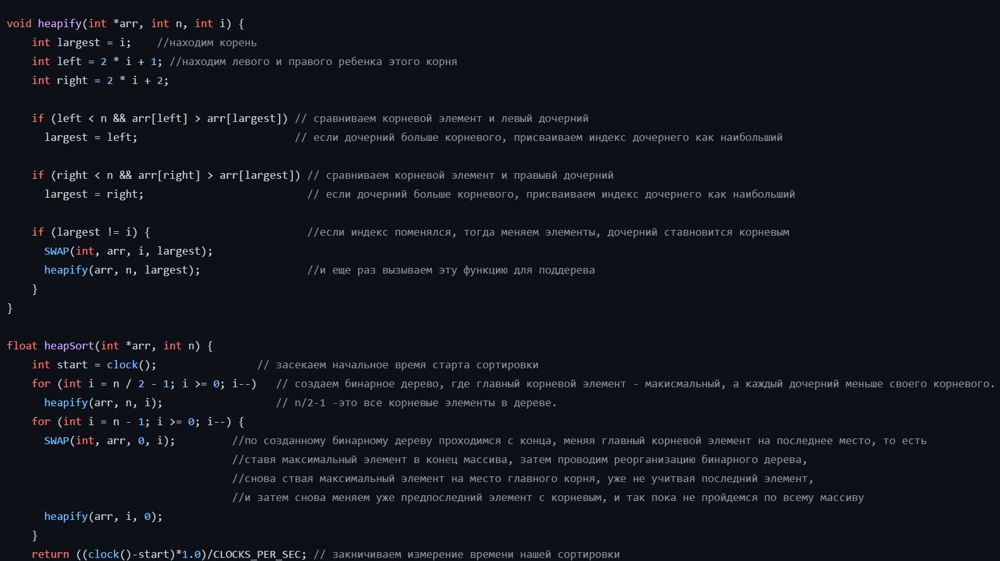 void heapify(int *arr, int n, int i) {
int largest = i;    //находим корень
int left = 2 * i + 1; //находим левого и правого ребенка этого корня
int right = 2 * i + 2;
if (left < n && arr[left] > arr[largest]) // сравниваем корневой элемент и левый дочерний
largest = left;                         // если дочерний больше корневого, присваиваем индекс дочернего как наибольший
if (right < n && arr[right] > arr[largest]) // сравниваем корневой элемент и правывй дочерний
largest = right;                          // если дочерний больше корневого, присваиваем индекс дочернего как наибольший
if (largest != i) {                         //если индекс поменялся, тогда меняем элементы, дочерний ставновится корневым
SWAP(int, arr, i, largest);
heapify(arr, n, largest);                 //и еще раз вызываем эту функцию для поддерева
}
}
float heapSort(int *arr, int n) {
int start = clock();                // засекаем начальное время старта сортировки
for (int i = n / 2 - 1; i >= 0; i--)   // создаем бинарное дерево, где главный корневой элемент - макисмальный, а каждый дочерний меньше своего корневого.
heapify(arr, n, i);                  // n/2-1 -это все корневые элементы в дереве.
for (int i = n - 1; i >= 0; i--) {
SWAP(int, arr, 0, i);         //по созданному бинарному дереву проходимся с конца, меняя главный корневой элемент на последнее место, то есть
//ставя максимальный элемент в конец массива, затем проводим реорганизацию бинарного дерева,
//снова ствая максимальный элемент на место главного корня, уже не учитвая последний элемент,
//и затем снова меняем уже предпоследний элемент с корневым, и так пока не пройдемся по всему массиву
heapify(arr, i, 0);
}
return ((clock()-start)*1.0)/CLOCKS_PER_SEC; // закничиваем измерение времени нашей сортировки